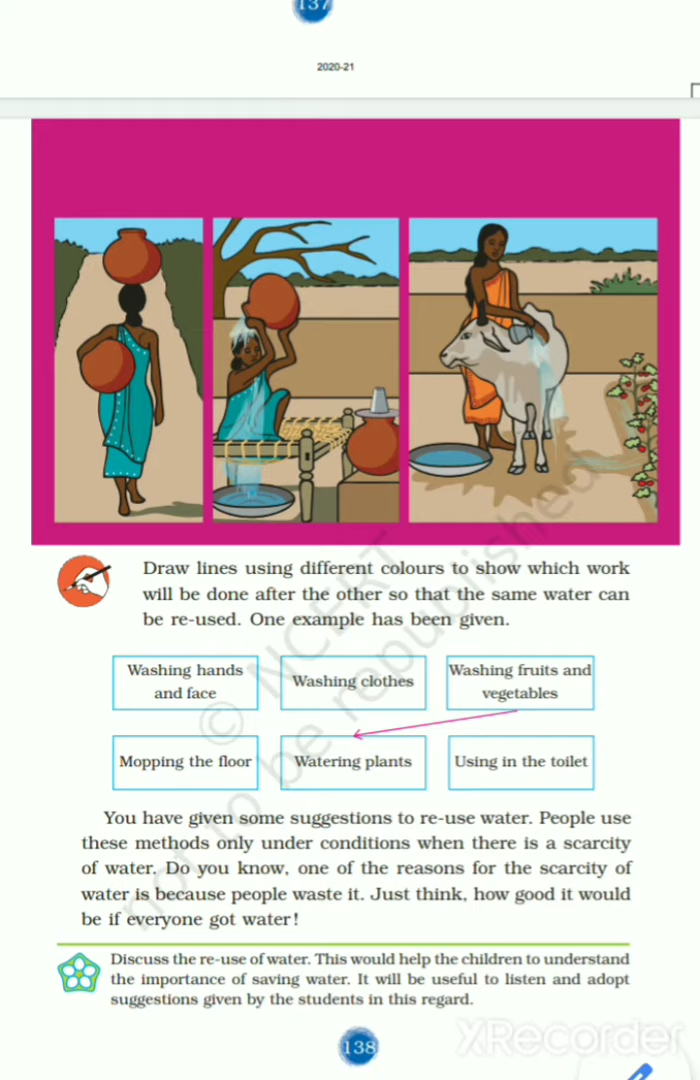 137
2020-21
Draw lines using different colours to show which work
will be done after the other so that the same water can
be re-used. One example has been given.
Washing hands
and face
Washing clothes
Washing fruits and
vegetables
Mopping the floor
Watering plants
Using in the toilet
You have given some suggestions to re-use water. People use
these methods only under conditions when there is a scarcity
of water. Do you know, one of the reasons for the scarcity of
water is because people waste it. Just think, how good it would
be if everyone got water!
Discuss the re-use of water. This would help the children to understand
the importance of saving water. It will be useful to listen and adopt
suggestions given by the students in this regard.
© NCERT
not to be republished
138
XRecorder